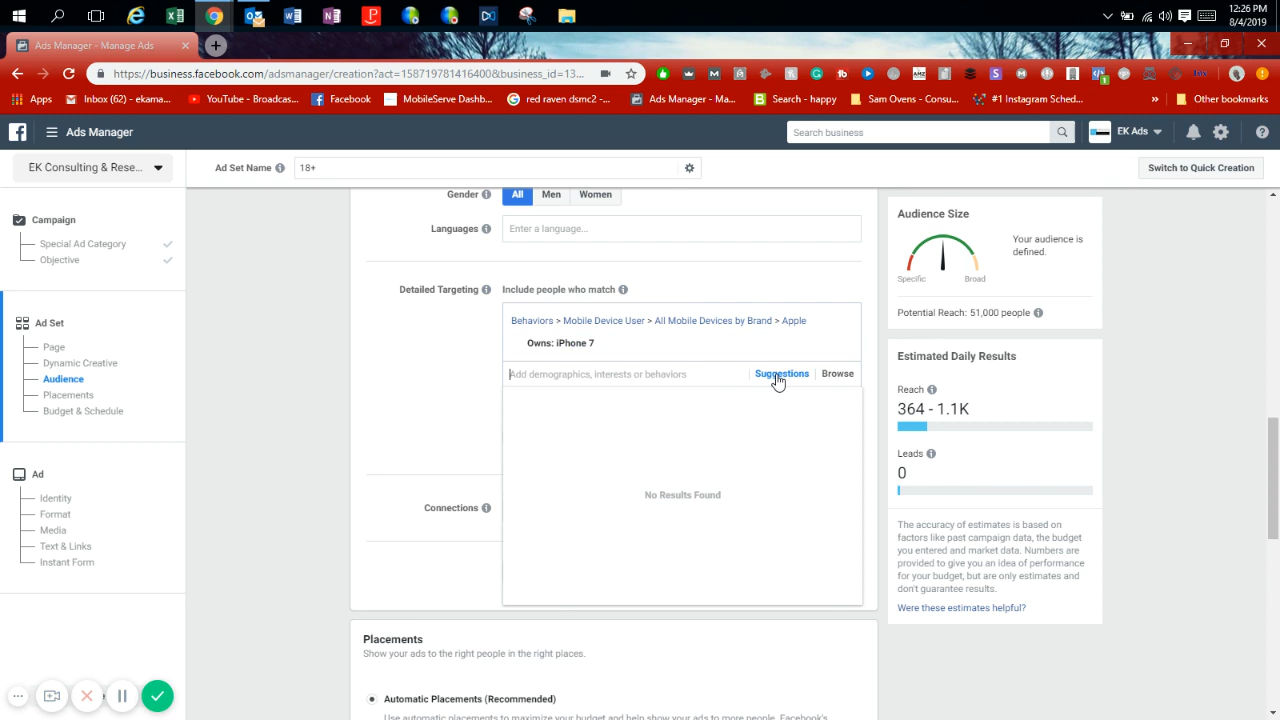 12:26 PM
8/4/2019
Ads Manager - Manage Ads
https://business.facebook.com/adsmanager/creation?act=158719781416400&business_id=13...
Apps
Inbox (62) - ekama...
YouTube - Broadcas...
Facebook
MobileServe Dashb...
red raven dsmc2 -...
Ads Manager - Ma...
Search - happy
Sam Ovens - Consu...
#1 Instagram Sched...
»
Other bookmarks
Ads Manager
Search business
EK Ads
EK Consulting & Rese...
Ad Set Name
18+
Switch to Quick Creation
Campaign
Special Ad Category
Objective
Ad Set
Page
Dynamic Creative
Audience
Placements
Budget & Schedule
Ad
Identity
Format
Media
Text & Links
Instant Form
Gender
All
Men
Women
Languages
Enter a language...
Detailed Targeting
Include people who match
Behaviors > Mobile Device User > All Mobile Devices by Brand > Apple
Owns: iPhone 7
Add demographics, interests or behaviors
Suggestions
Browse
No Results Found
Connections
Placements
Show your ads to the right people in the right places.
Automatic Placements (Recommended)
Use automatic placements to maximize your budget and help show your ads to more people. Facebook's
Audience Size
Your audience is
defined.
Specific
Broad
Potential Reach: 51,000 people
Estimated Daily Results
Reach
364 - 1.1K
Leads
0
The accuracy of estimates is based on
factors like past campaign data, the budget
you entered and market data. Numbers are
provided to give you an idea of performance
for your budget, but are only estimates and
don't guarantee results.
Were these estimates helpful?